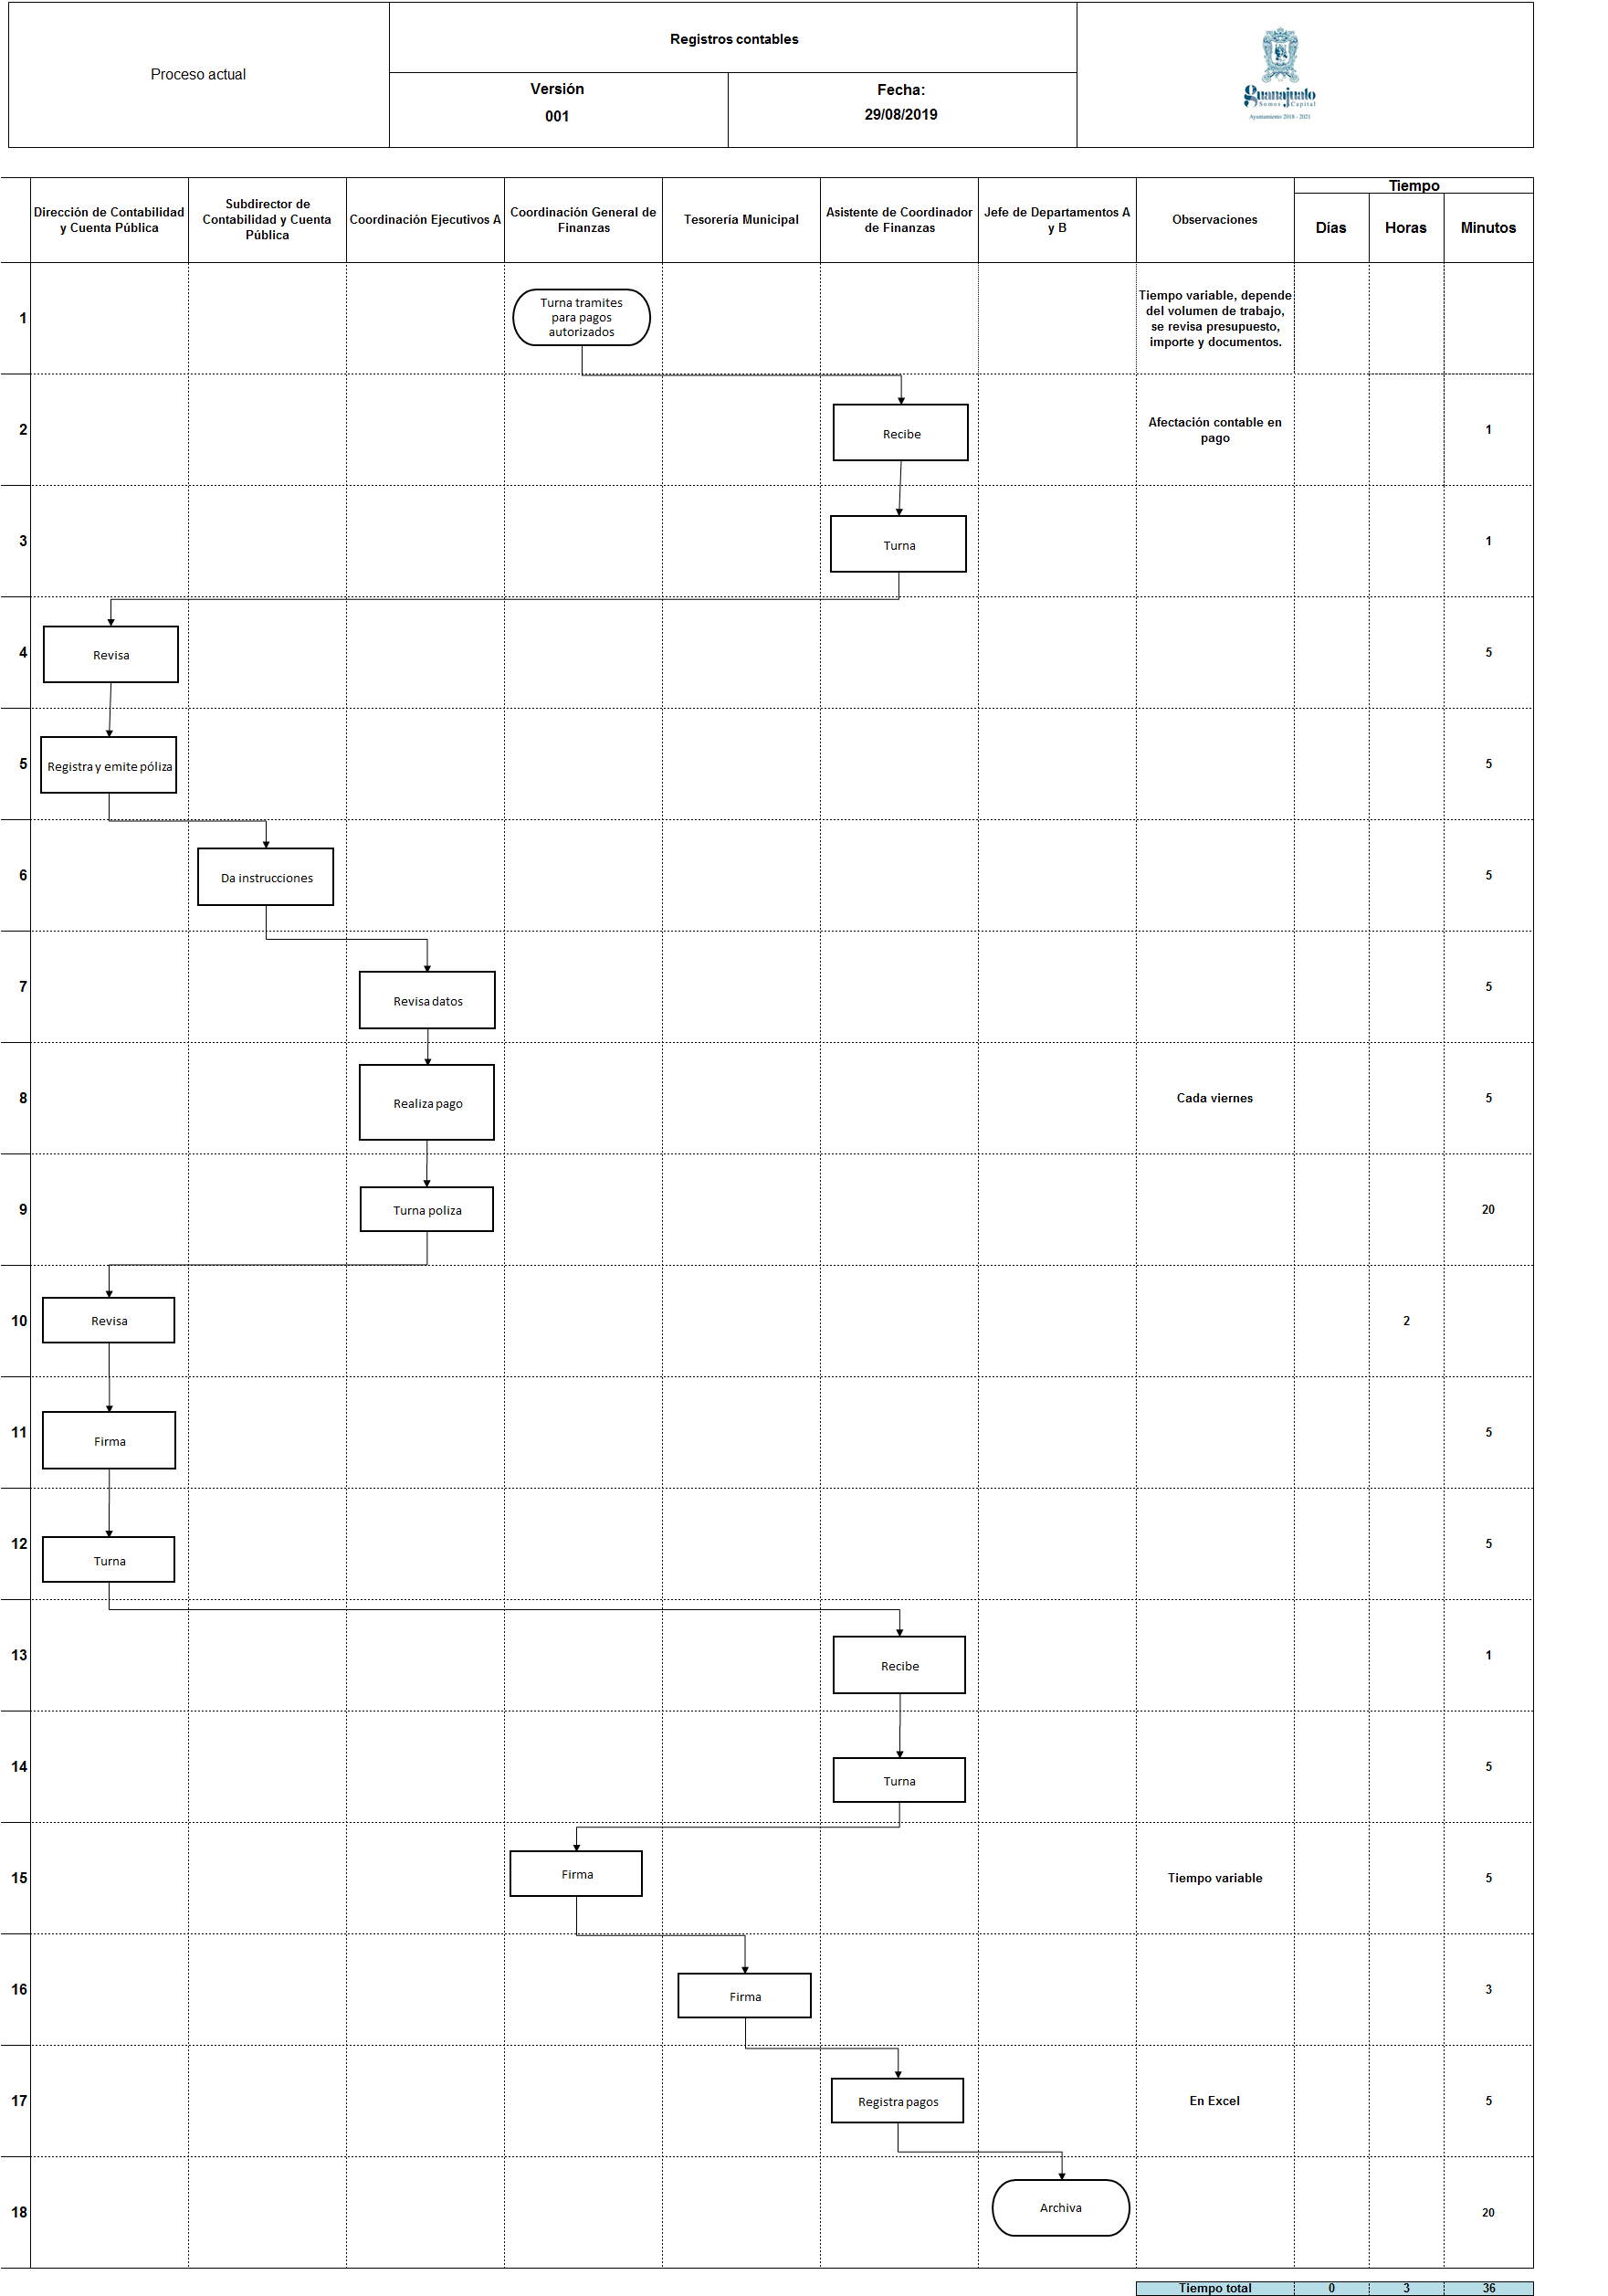 Proceso actual
Registros contables
Versión
001
Fecha:
29/08/2019
guanajuato
Somos Capital
Ayuntamiento 2018 - 2021
Dirección de Contabilidad
y Cuenta Pública
Subdirector de
Contabilidad y Cuenta
Pública
Coordinación Ejecutivos A
Coordinación General de
Finanzas
Tesorería Municipal
Asistente de Coordinador
de Finanzas
Jefe de Departamentos A
y B
Observaciones
Tiempo
Días
Horas
Minutos
1
Turna tramites
para pagos
autorizados
Tiempo variable, depende
del volumen de trabajo,
se revisa presupuesto,
importe y documentos.
2
Recibe
Afectación contable en
pago
1
3
Turna
1
4
Revisa
5
5
Registra y emite póliza
5
6
Da instrucciones
5
7
Revisa datos
5
8
Realiza pago
Cada viernes
5
9
Turna poliza
20
10
Revisa
2
11
Firma
5
12
Turna
5
13
Recibe
1
14
Turna
5
15
Firma
Tiempo variable
5
16
Firma
3
17
Registra pagos
En Excel
5
18
Archiva
20
Tiempo total
0
3
36